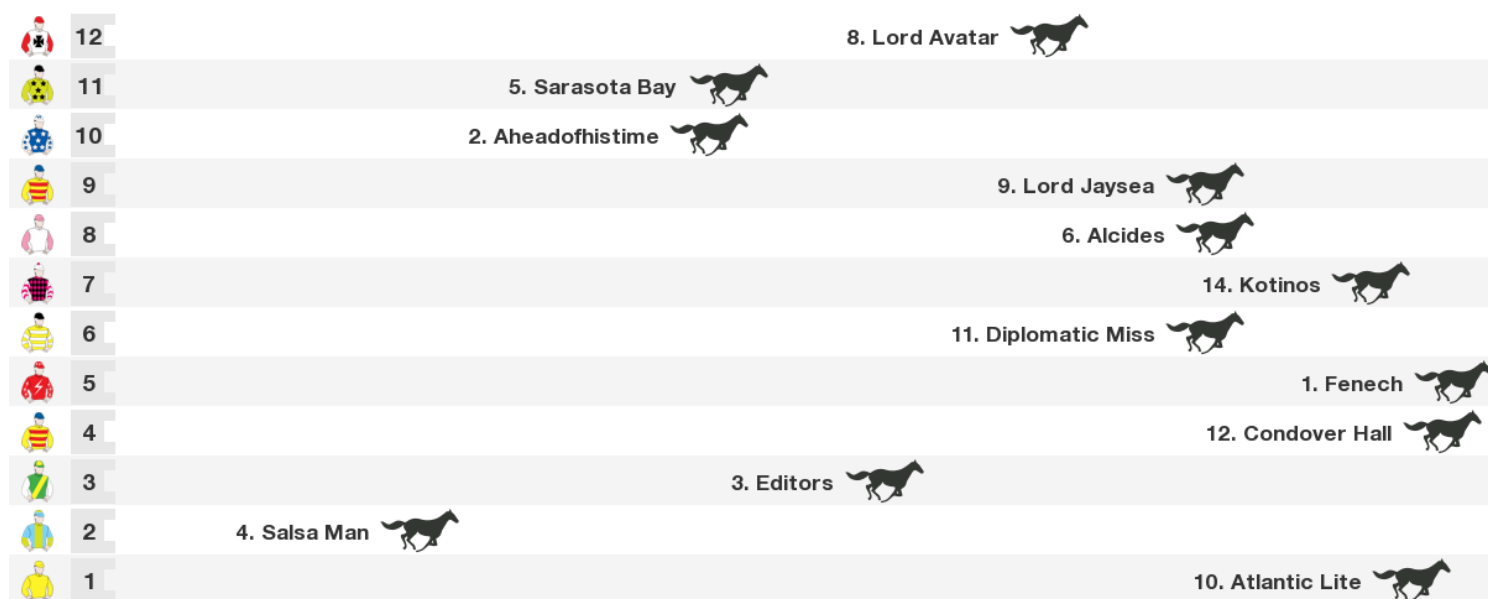 12 8. Lord Avatar
11 5. Sarasota Bay
10 2. Aheadofhistime
9 9. Lord Jaysea
8 6. Alcides
7 14. Kotinos
6 11. Diplomatic Miss
5 1. Fenech
4 12. Condover Hall
3 3. Editors
2 4. Salsa Man
1 10. Atlantic Lite